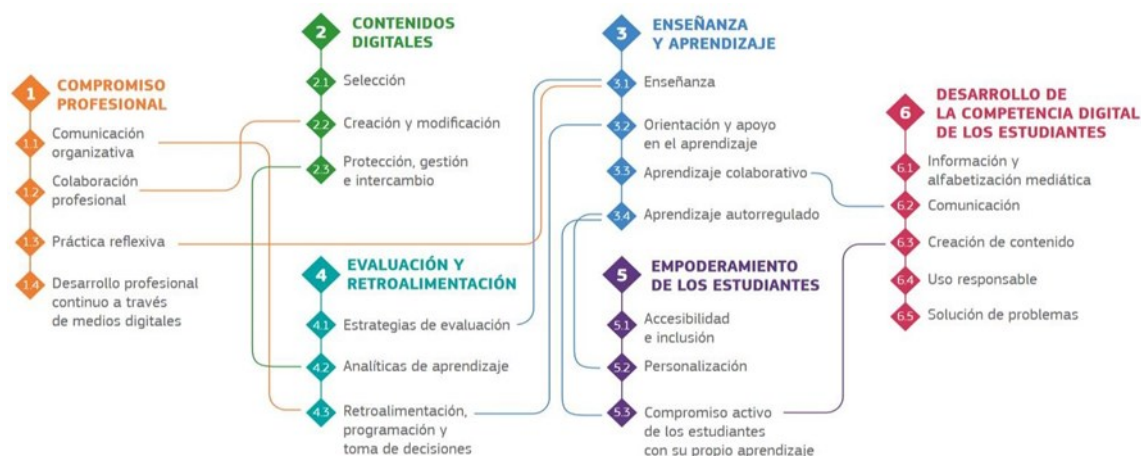 1
COMPROMISO
PROFESIONAL
1.1
Comunicación
organizativa
1.2
Colaboración
profesional
1.3
Práctica reflexiva
1.4
Desarrollo profesional
continuo a través
de medios digitales
2
CONTENIDOS
DIGITALES
2.1
Selección
2.2
Creación y modificación
2.3
Protección, gestión
e intercambio
3
ENSEÑANZA
Y APRENDIZAJE
3.1
Enseñanza
3.2
Orientación y apoyo
en el aprendizaje
3.3
Aprendizaje colaborativo
3.4
Aprendizaje autorregulado
4
EVALUACIÓN Y
RETROALIMENTACIÓN
4.1
Estrategias de evaluación
4.2
Analíticas de aprendizaje
4.3
Retroalimentación,
programación y
toma de decisiones
5
EMPODERAMIENTO
DE LOS ESTUDIANTES
5.1
Accesibilidad
e inclusión
5.2
Personalización
5.3
Compromiso activo
de los estudiantes
con su propio aprendizaje
6
DESARROLLO DE
LA COMPETENCIA DIGITAL
DE LOS ESTUDIANTES
6.1
Información y
alfabetización mediática
6.2
Comunicación
6.3
Creación de contenido
6.4
Uso responsable
6.5
Solución de problemas